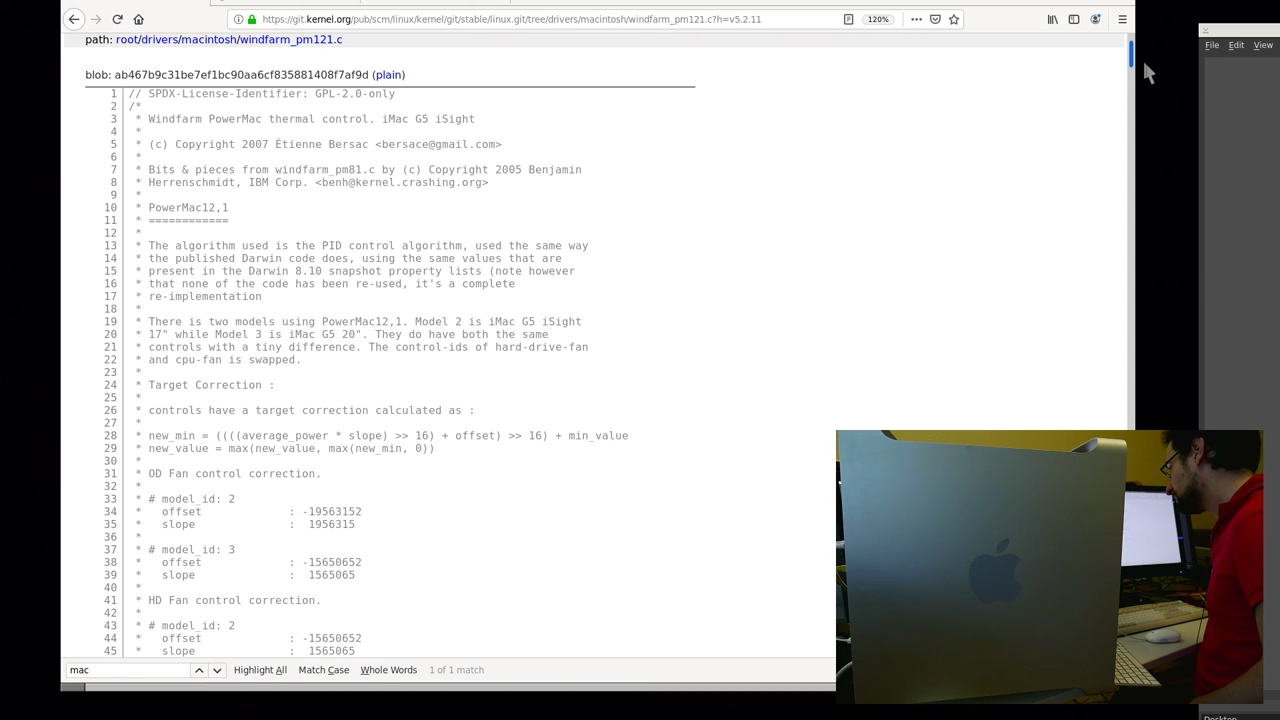 https://git.kernel.org/pub/scm/linux/kernel/git/stable/linux.git/tree/drivers/macintosh/windfarm_pm121.c?h=v5.2.11
120%
File Edit View
path: root/drivers/macintosh/windfarm_pm121.c
blob: ab467b9c31be7ef1bc90aa6cf835881408f7af9d (plain)
1 // SPDX-License-Identifier: GPL-2.0-only
2 /*
3 * Windfarm PowerMac thermal control. iMac G5 iSight
4 *
5 * (c) Copyright 2007 Étienne Bersac <bersace@gmail.com>
6 *
7 * Bits & pieces from windfarm_pm81.c by (c) Copyright 2005 Benjamin
8 * Herrenschmidt, IBM Corp. <benh@kernel.crashing.org>
9 *
10 * PowerMac12,1
11 * ============
12 *
13 * The algorithm used is the PID control algorithm, used the same way
14 * the published Darwin code does, using the same values that are
15 * present in the Darwin 8.10 snapshot property lists (note however
16 * that none of the code has been re-used, it's a complete
17 * re-implementation
18 *
19 * There is two models using PowerMac12,1. Model 2 is iMac G5 iSight
20 * 17" while Model 3 is iMac G5 20". They do have both the same
21 * controls with a tiny difference. The control-ids of hard-drive-fan
22 * and cpu-fan is swapped.
23 *
24 * Target Correction :
25 *
26 * controls have a target correction calculated as :
27 *
28 * new_min = ((((average_power * slope) >> 16) + offset) >> 16) + min_value
29 * new_value = max(new_value, max(new_min, 0))
30 *
31 * OD Fan control correction.
32 *
33 * # model_id: 2
34 * offset : -19563152
35 * slope : 1956315
36 *
37 * # model_id: 3
38 * offset : -15650652
39 * slope : 1565065
40 *
41 * HD Fan control correction.
42 *
43 * # model_id: 2
44 * offset : -15650652
45 * slope : 1565065
mac
Highlight All Match Case Whole Words 1 of 1 match
Desktop